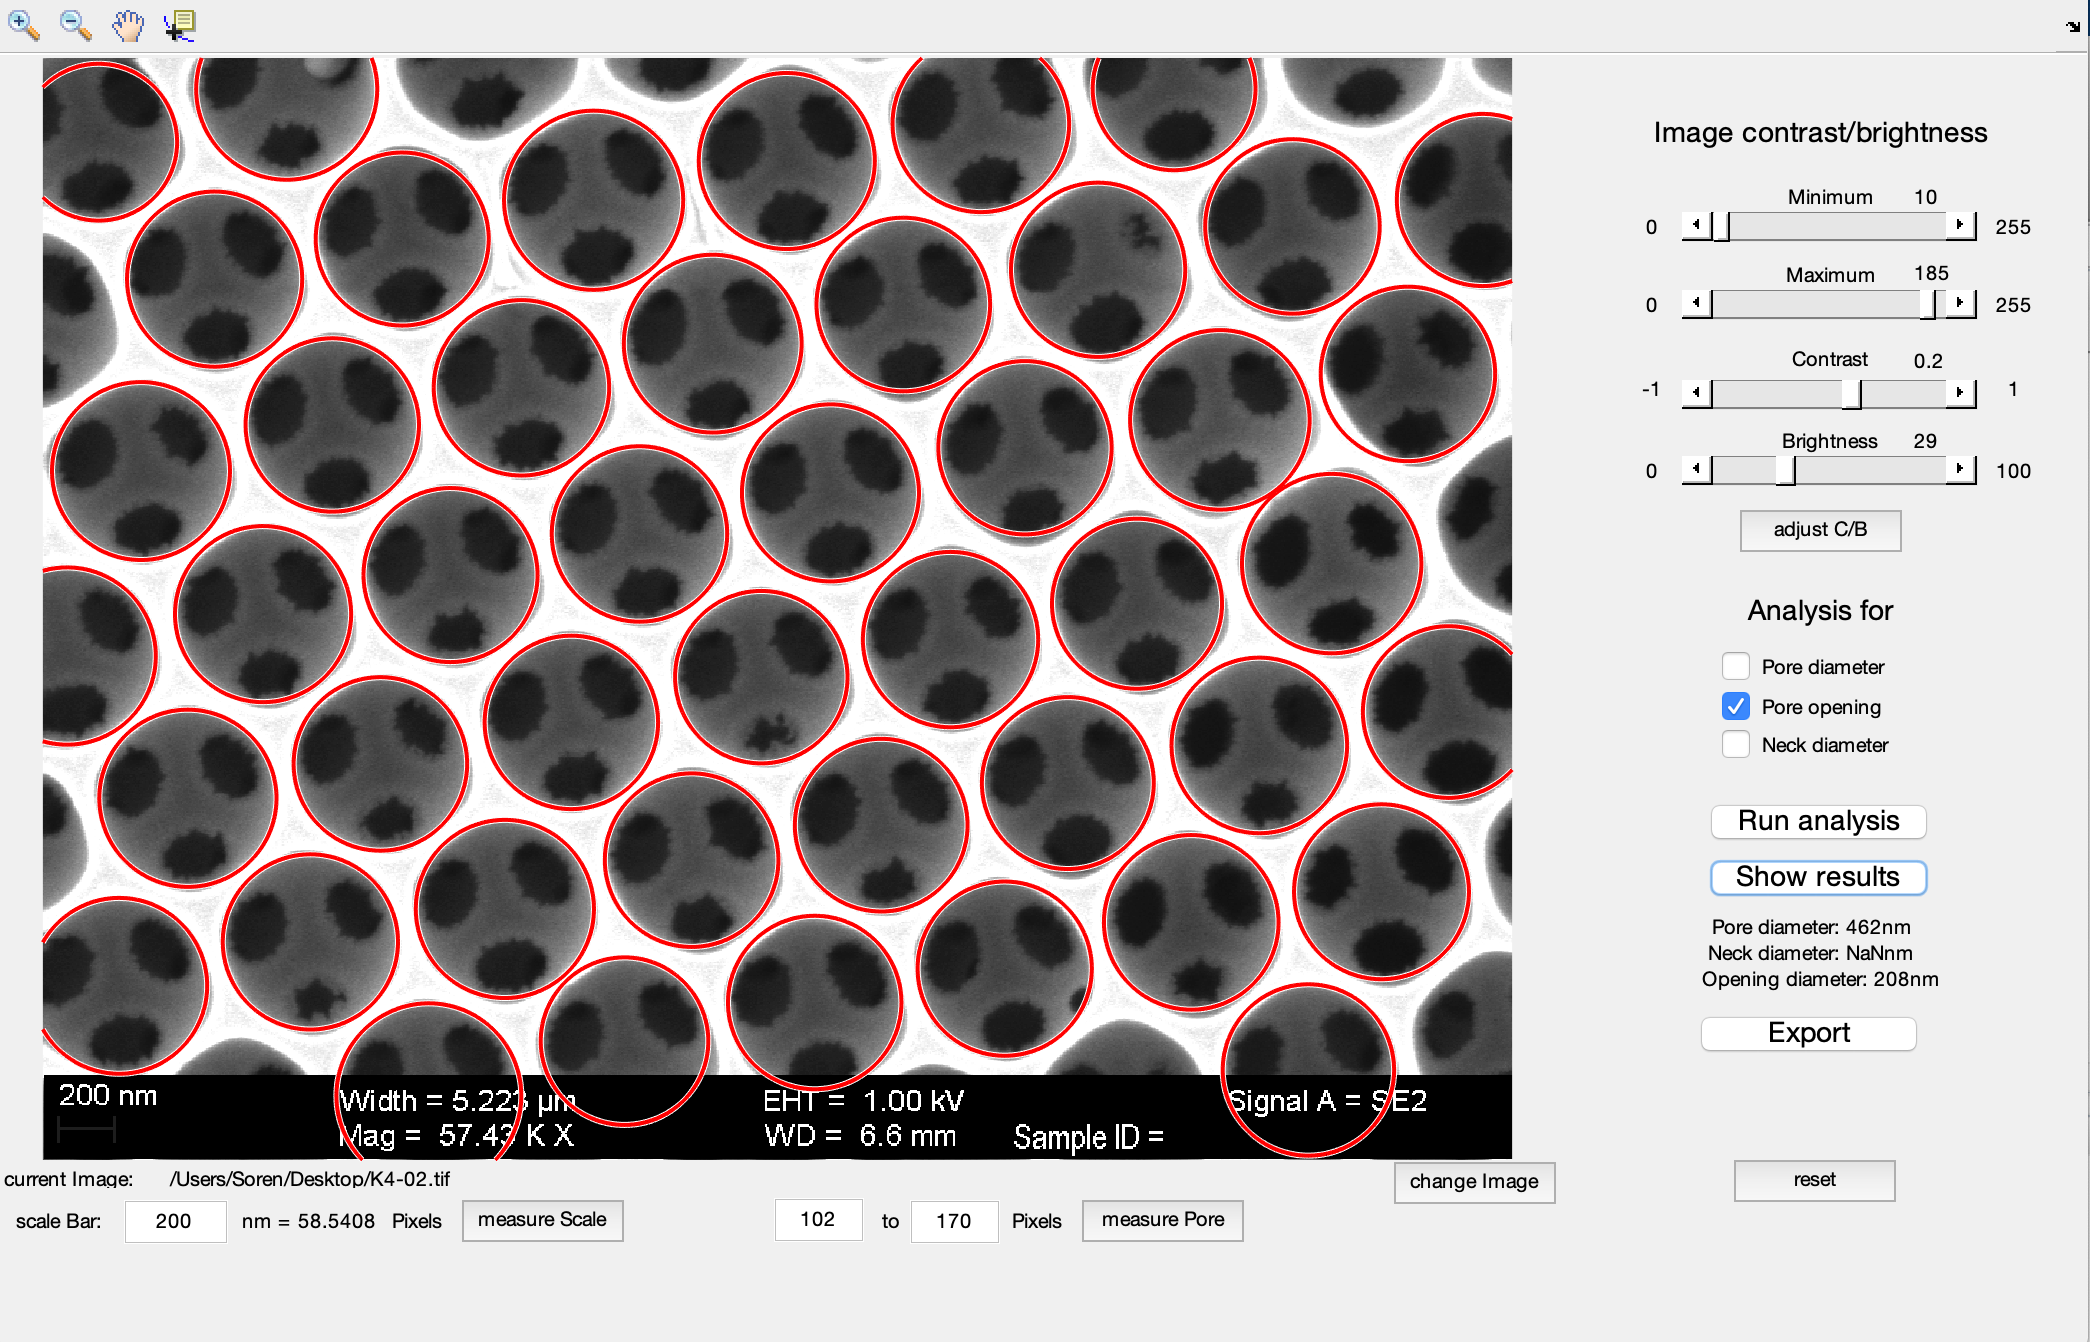 Image contrast/brightness
Minimum 10
0 255
Maximum 185
0 255
Contrast 0.2
-1 1
Brightness 29
0 100
adjust C/B
Analysis for
Pore diameter
Pore opening
Neck diameter
Run analysis
Show results
Pore diameter: 462nm
Neck diameter: NaNnm
Opening diameter: 208nm
Export
200 nm
Width = 5.223 µm
EHT = 1.00 kV
Signal A = SE2
Mag = 57.43 K X
WD = 6.6 mm
Sample ID =
current Image: /Users/Soren/Desktop/K4-02.tif
change Image
reset
scale Bar: 200 nm = 58.5408 Pixels measure Scale
102 to 170 Pixels measure Pore